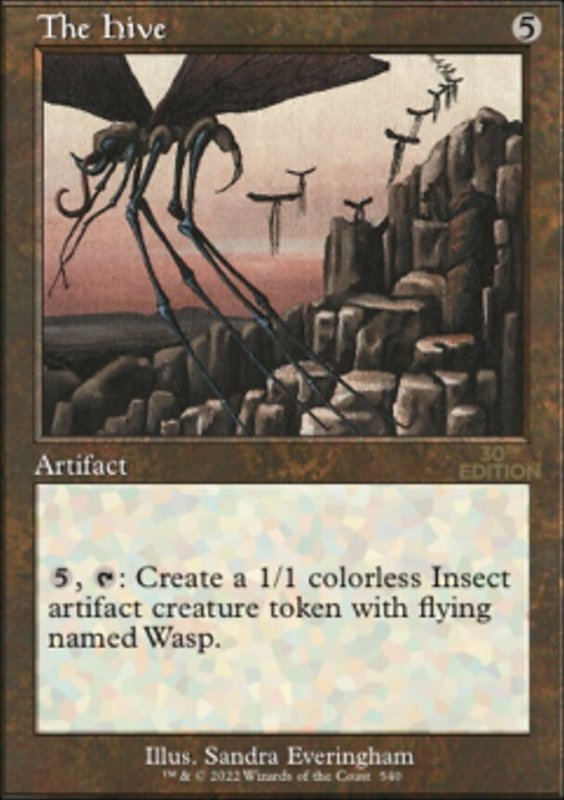 The Hive
5
Artifact
30TH EDITION
5, T: Create a 1/1 colorless Insect
artifact creature token with flying
named Wasp.
Illus. Sandra Everingham
™ & © 2022 Wizards of the Coast 540